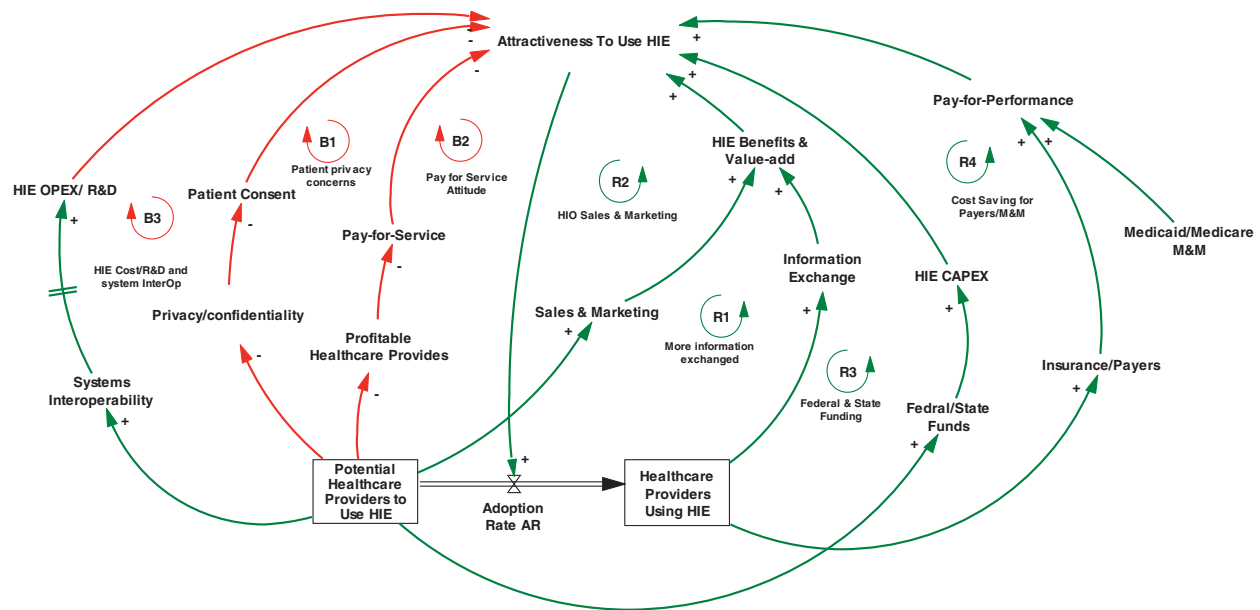 Attractiveness To Use HIE
-
-
-
+
+
+
Pay-for-Performance
+
+
HIE OPEX/ R&D
+
Patient Consent
-
B1
Patient privacy
concerns
B2
Pay for Service
Attitude
HIE Benefits &
Value-add
+
+
R4
Cost Saving for
Payers/M&M
R2
HIO Sales & Marketing
B3
HIE Cost/R&D and
system InterOp
Pay-for-Service
-
Medicaid/Medicare
M&M
Information
Exchange
+
HIE CAPEX
+
Privacy/confidentiality
-
Sales & Marketing
+
R1
More information
exchanged
Profitable
Healthcare Provides
-
R3
Federal & State
Funding
Insurance/Payers
+
Systems
Interoperability
+
Fedral/State
Funds
+
Potential
Healthcare
Providers to
Use HIE
+
Adoption
Rate AR
Healthcare
Providers
Using HIE